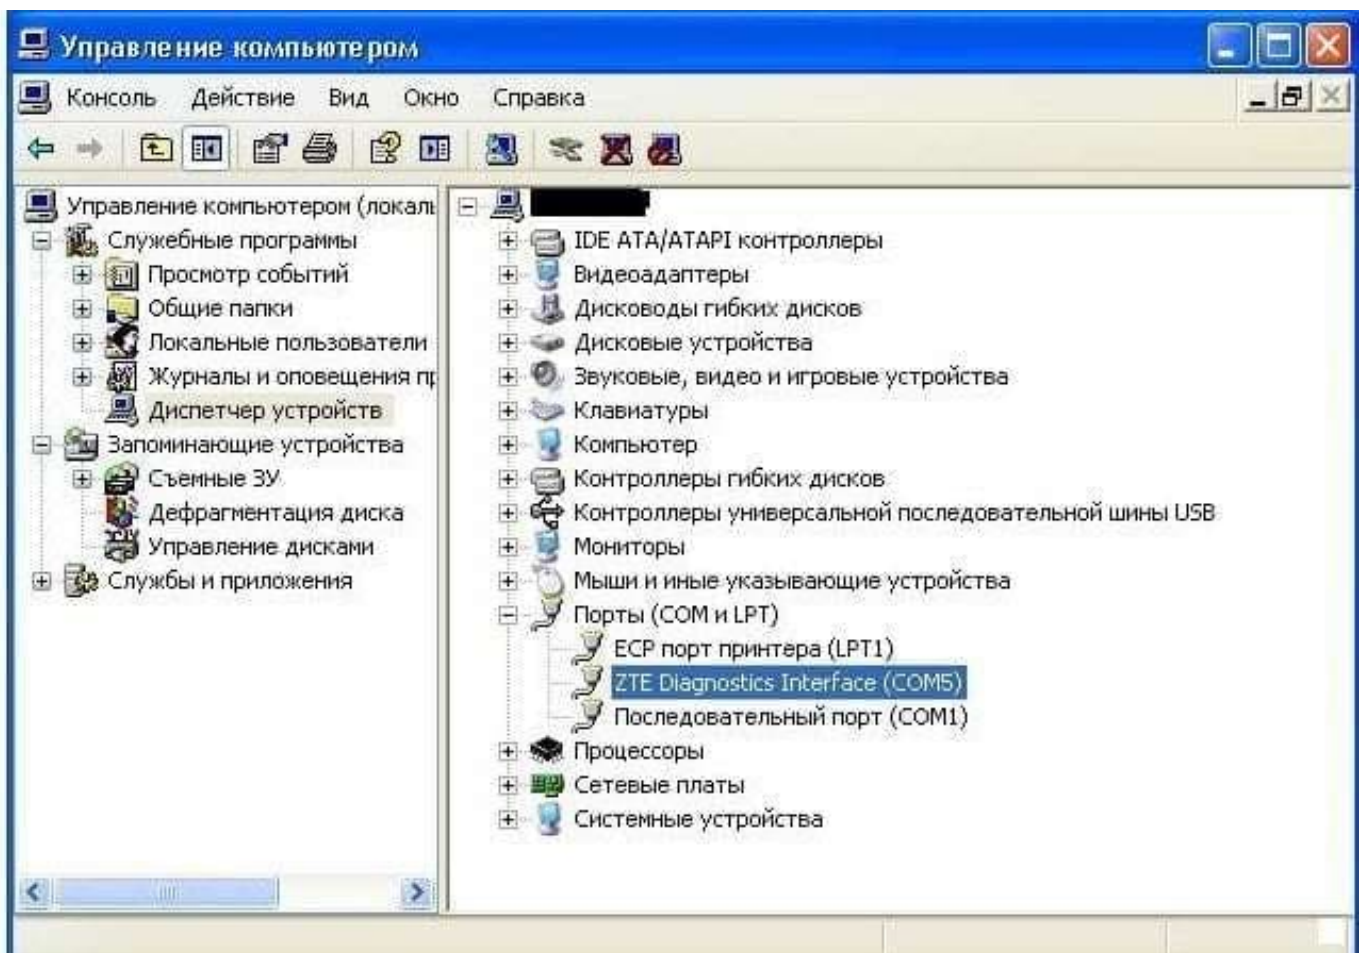 Управление компьютером
Консоль Действие Вид Окно Справка
Управление компьютером (локаль
Служебные программы
Просмотр событий
Общие папки
Локальные пользователи
Журналы и оповещения пр
Диспетчер устройств
Запоминающие устройства
Съемные ЗУ
Дефрагментация диска
Управление дисками
Службы и приложения
IDE ATA/ATAPI контроллеры
Видеоадаптеры
Дисководы гибких дисков
Дисковые устройства
Звуковые, видео и игровые устройства
Клавиатуры
Компьютер
Контроллеры гибких дисков
Контроллеры универсальной последовательной шины USB
Мониторы
Мыши и иные указывающие устройства
Порты (COM и LPT)
ECP порт принтера (LPT1)
ZTE Diagnostics Interface (COM5)
Последовательный порт (COM1)
Процессоры
Сетевые платы
Системные устройства